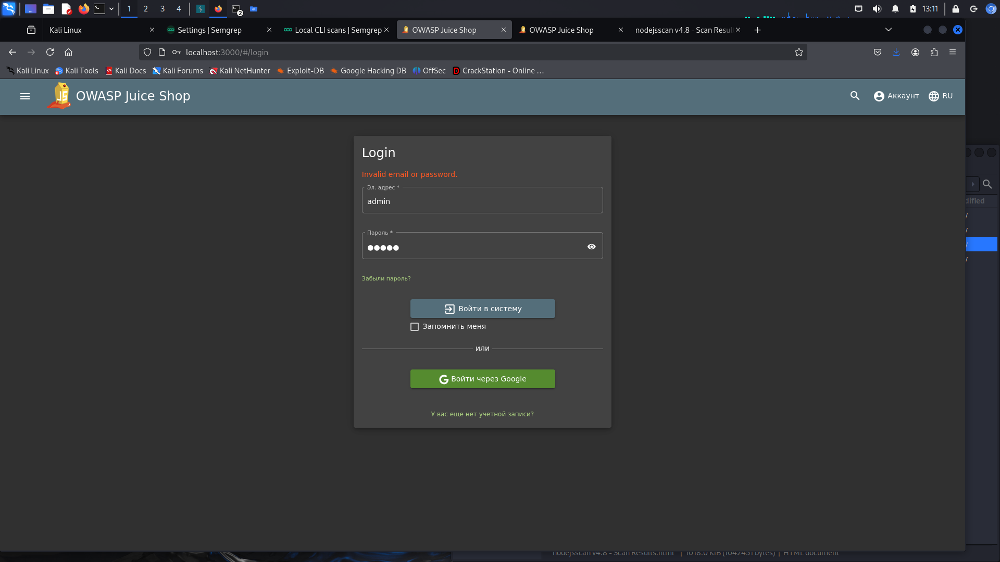 1 2 3 4 2 13:11
Kali Linux Settings | Semgrep Local CLI scans | Semgrep OWASP Juice Shop OWASP Juice Shop nodejsscan v4.8 - Scan Resul
localhost:3000/#/login
Kali Linux Kali Tools Kali Docs Kali Forums Kali NetHunter Exploit-DB Google Hacking DB OffSec CrackStation - Online ...
OWASP Juice Shop Аккаунт RU
Login
Invalid email or password.
Эл. адрес *
admin
Пароль *
Забыли пароль?
Войти в систему
Запомнить меня
или
Войти через Google
У вас еще нет учетной записи?
dified
nodejsscan v4.8 - Scan Results.html | 1018.0 KiB (1042451 bytes) | HTML document